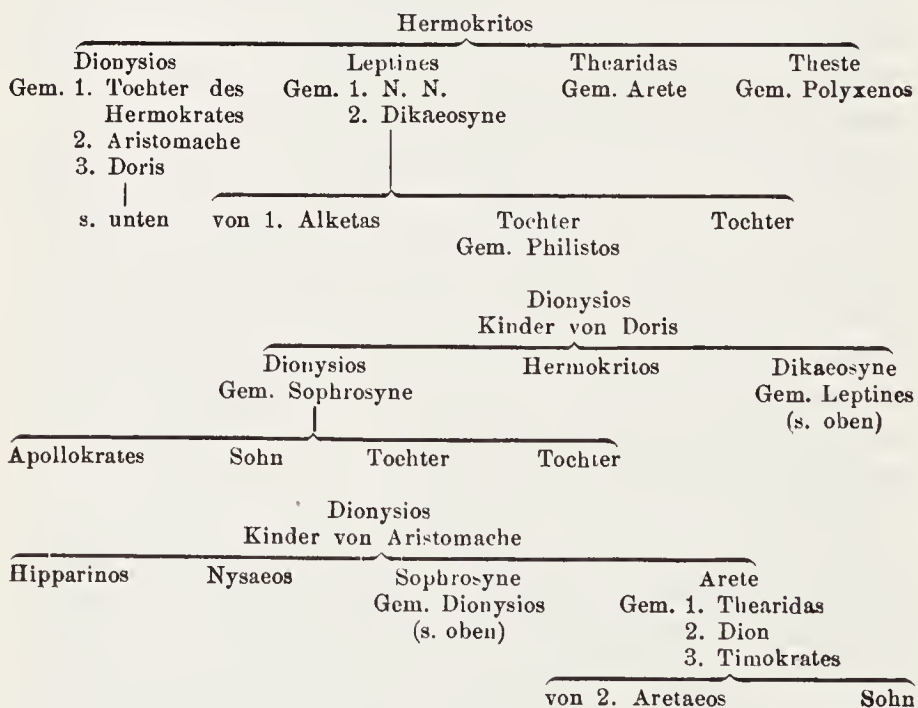 Hermokritos
Dionysios Leptines Thearidas Theste
Gem. 1. Tochter des Gem. 1. N. N. Gem. Arete Gem. Polyxenos
Hermokrates 2. Dikaeosyne
2. Aristomache
3. Doris
s. unten von 1. Alketas Tochter Tochter
Gem. Philistos
Dionysios
Kinder von Doris
Dionysios Hermokritos Dikaeosyne
Gem. Sophrosyne Gem. Leptines
(s. oben)
Apollokrates Sohn Tochter Tochter
Dionysios
Kinder von Aristomache
Hipparinos Nysaeos Sophrosyne Arete
Gem. Dionysios Gem. 1. Thearidas
(s. oben) 2. Dion
3. Timokrates
von 2. Aretaeos Sohn